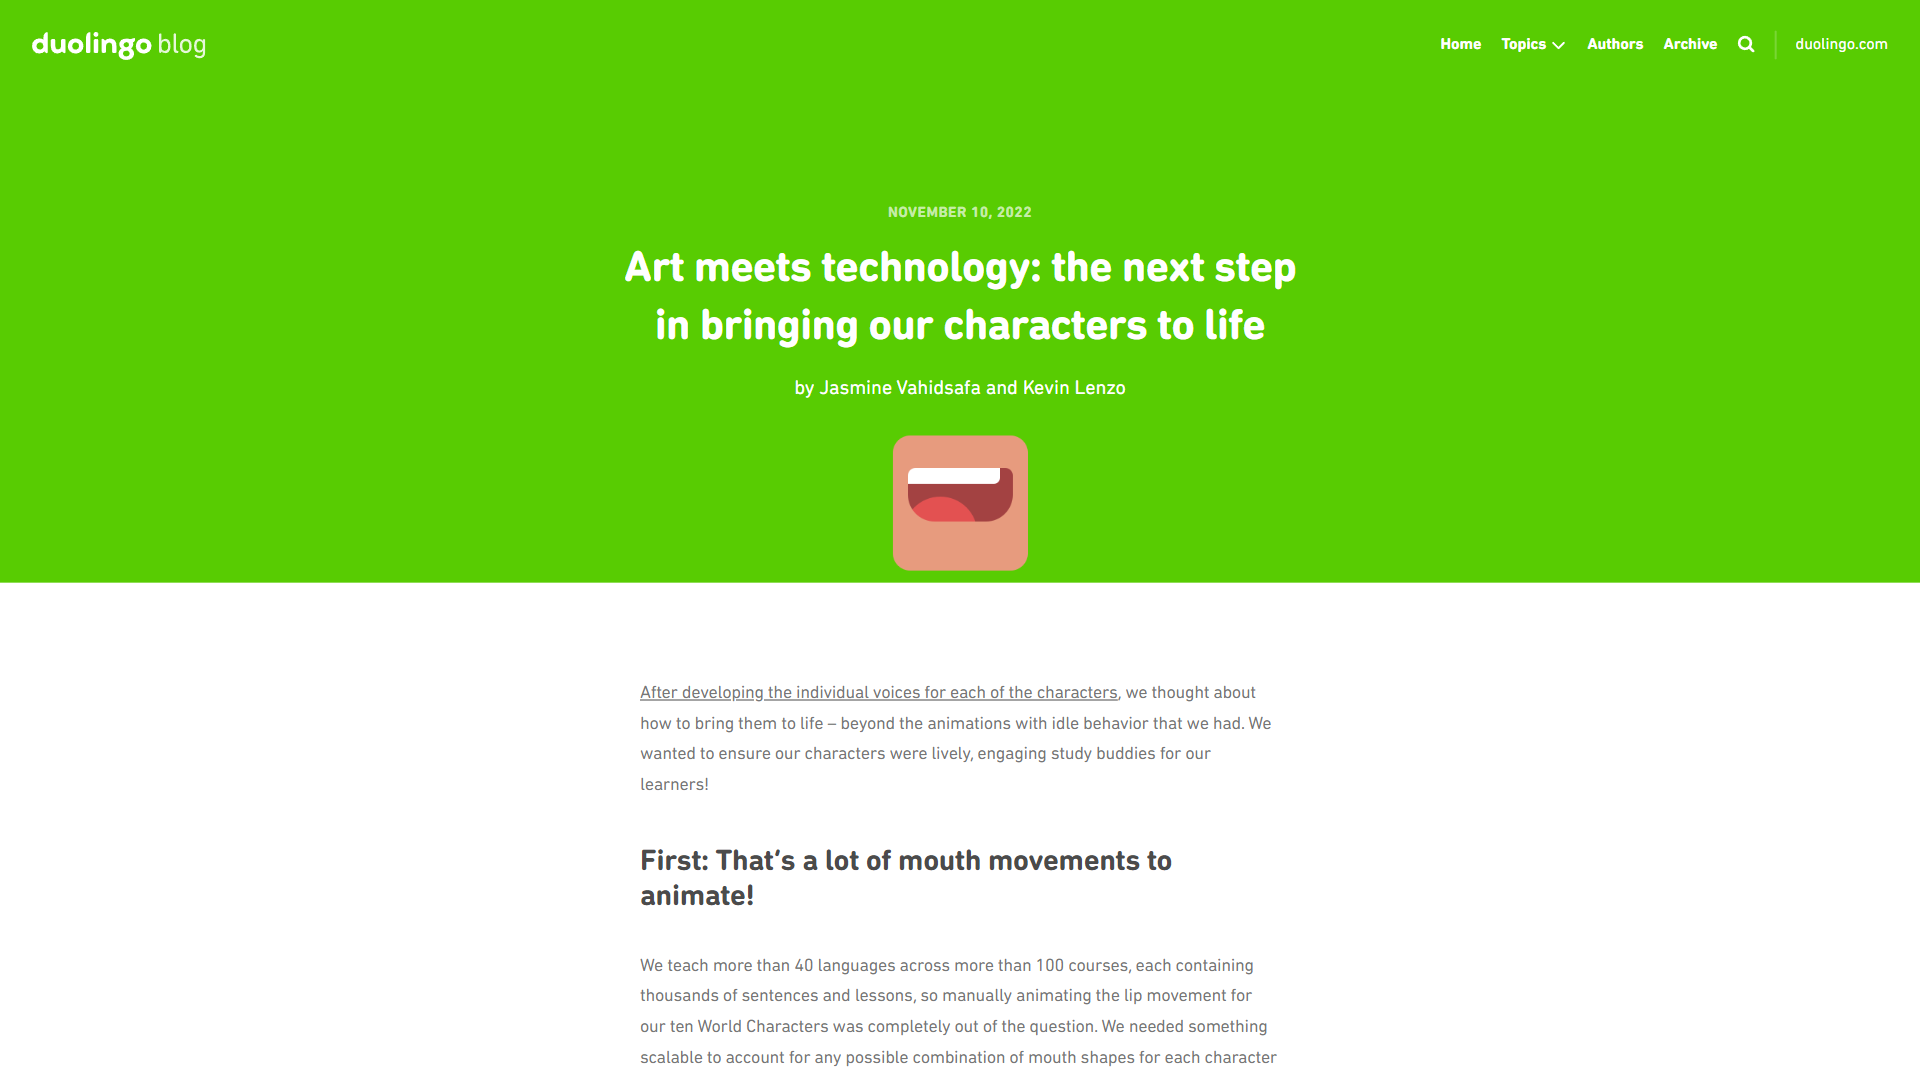 duolingo blog
Home Topics Authors Archive duolingo.com
NOVEMBER 10, 2022
Art meets technology: the next step
in bringing our characters to life
by Jasmine Vahidsafa and Kevin Lenzo
After developing the individual voices for each of the characters, we thought about
how to bring them to life – beyond the animations with idle behavior that we had. We
wanted to ensure our characters were lively, engaging study buddies for our
learners!
First: That’s a lot of mouth movements to
animate!
We teach more than 40 languages across more than 100 courses, each containing
thousands of sentences and lessons, so manually animating the lip movement for
our ten World Characters was completely out of the question. We needed something
scalable to account for any possible combination of mouth shapes for each character